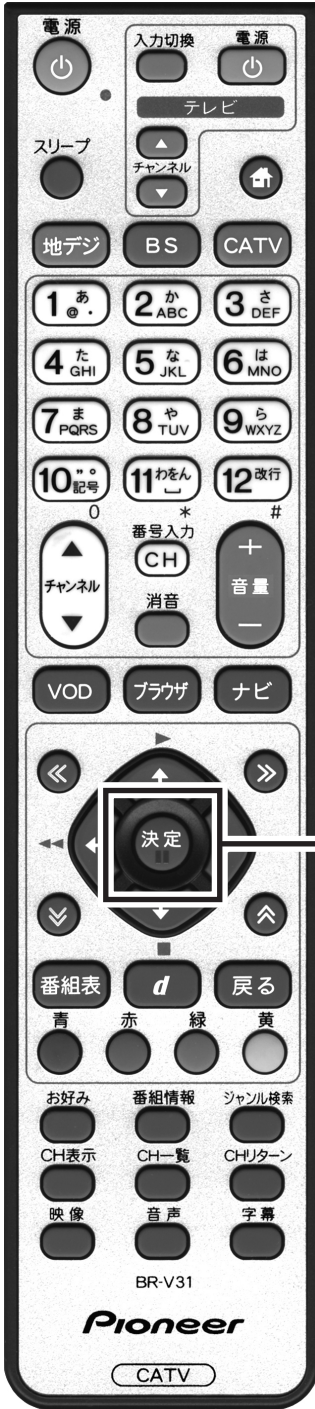 電源
入力切換 電源
テレビ
スリープ
チャンネル
地デジ BS CATV
1 あ @. 2 か ABC 3 さ DEF
4 た GHI 5 な JKL 6 は MNO
7 ま PQRS 8 や TUV 9 ら WXYZ
10 ゛゜ 記号 11 わをん 12 改行
0 * #
番号入力
CH
チャンネル
+
音量
−
消音
VOD ブラウザ ナビ
決定
番組表 d 戻る
青 赤 緑 黄
お好み 番組情報 ジャンル検索
CH表示 CH一覧 CHリターン
映像 音声 字幕
BR-V31
Pioneer
CATV